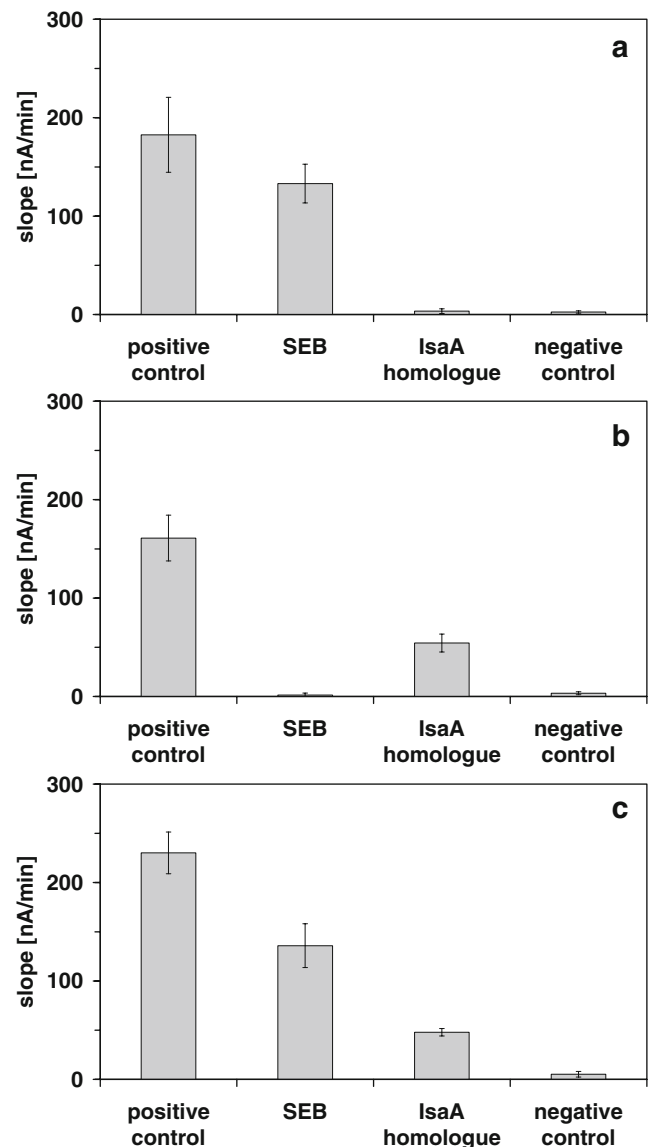 300
a
200
100
0
slope [nA/min]
positive control
SEB
IsaA homologue
negative control
300
b
200
100
0
slope [nA/min]
positive control
SEB
IsaA homologue
negative control
300
c
200
100
0
slope [nA/min]
positive control
SEB
IsaA homologue
negative control